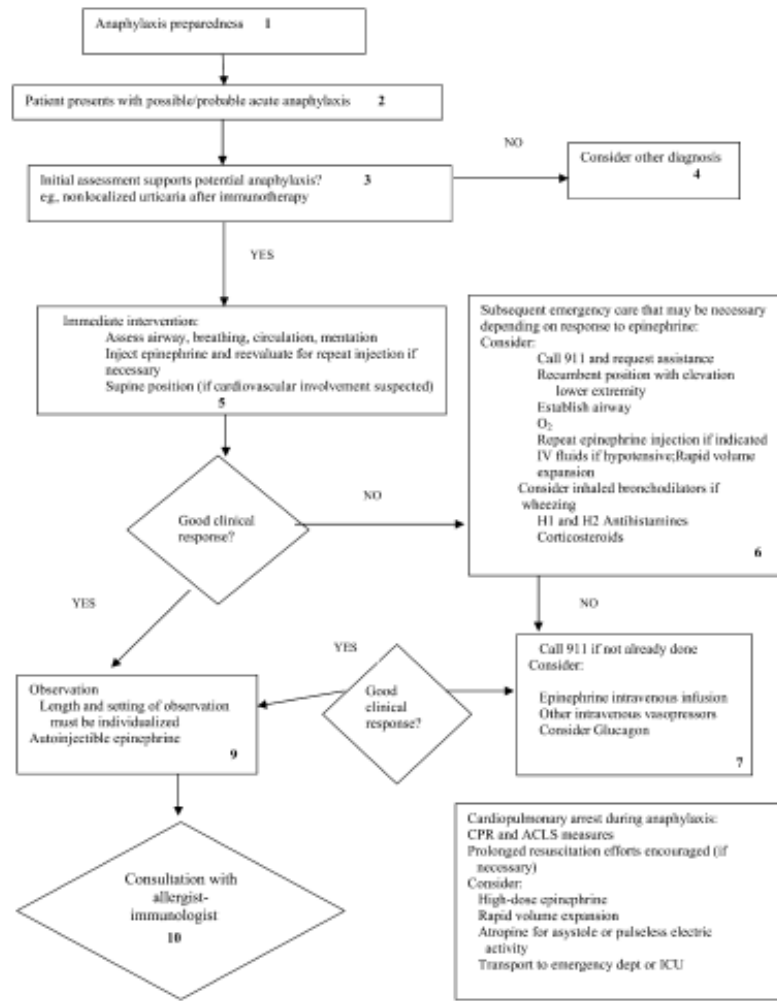 Anaphylaxis preparedness 1
Patient presents with possible/probable acute anaphylaxis 2
NO
Initial assessment supports potential anaphylaxis? 3
eg, nonlocalized urticaria after immunotherapy
Consider other diagnosis
4
YES
Immediate intervention:
Assess airway, breathing, circulation, mentation
Inject epinephrine and reevaluate for repeat injection if
necessary
Supine position (if cardiovascular involvement suspected)
5
Subsequent emergency care that may be necessary
depending on response to epinephrine:
Consider:
Call 911 and request assistance
Recumbent position with elevation
lower extremity
Establish airway
O₂
Repeat epinephrine injection if indicated
IV fluids if hypotensive;Rapid volume
expansion
Consider inhaled bronchodilators if
wheezing
H1 and H2 Antihistamines
Corticosteroids
6
Good clinical
response?
NO
YES
NO
Call 911 if not already done
Consider:
Epinephrine intravenous infusion
Other intravenous vasopressors
Consider Glucagon
7
YES
Good
clinical
response?
Observation
Length and setting of observation
must be individualized
Autoinjectible epinephrine
9
Consultation with
allergist-
immunologist
10
Cardiopulmonary arrest during anaphylaxis:
CPR and ACLS measures
Prolonged resuscitation efforts encouraged (if
necessary)
Consider:
High-dose epinephrine
Rapid volume expansion
Atropine for asystole or pulseless electric
activity
Transport to emergency dept or ICU